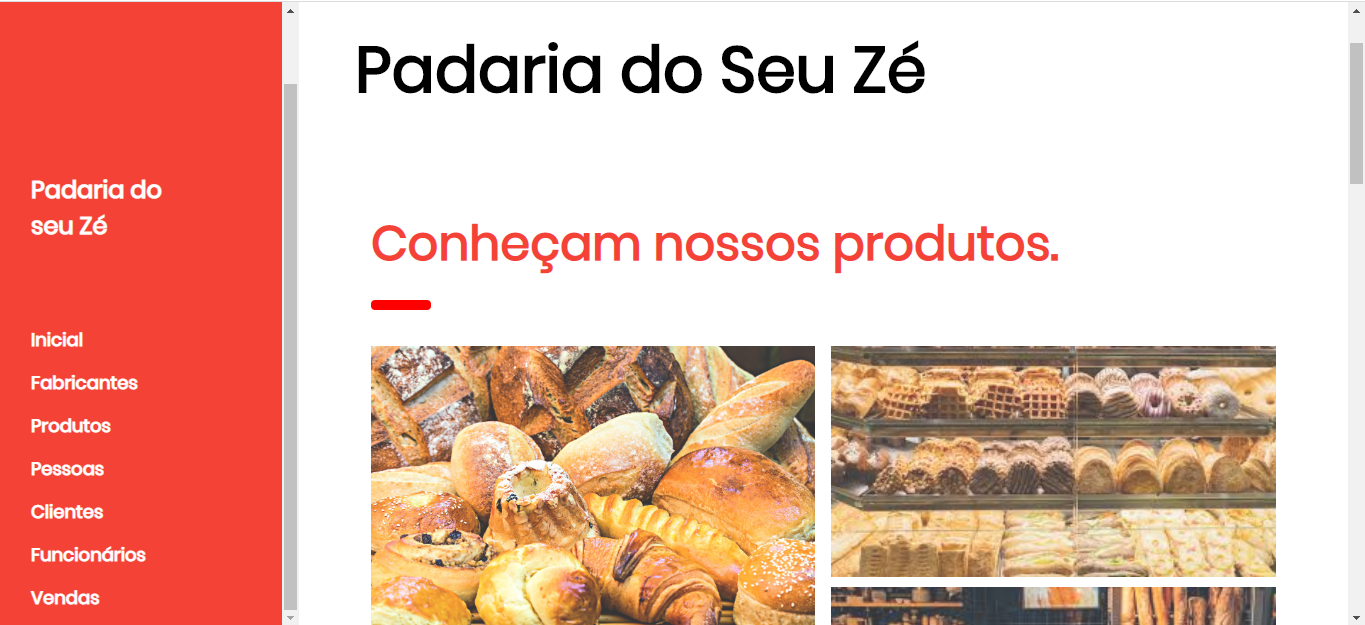 Padaria do
seu Zé
Inicial
Fabricantes
Produtos
Pessoas
Clientes
Funcionários
Vendas
Padaria do Seu Zé
Conheçam nossos produtos.